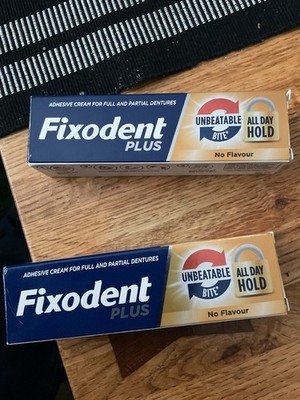 ADHESIVE CREAM FOR FULL AND PARTIAL DENTURES
Fixodent
PLUS
UNBEATABLE
BITE*
ALL DAY
HOLD
No Flavour
ADHESIVE CREAM FOR FULL AND PARTIAL DENTURES
Fixodent
PLUS
UNBEATABLE
BITE*
ALL DAY
HOLD
No Flavour